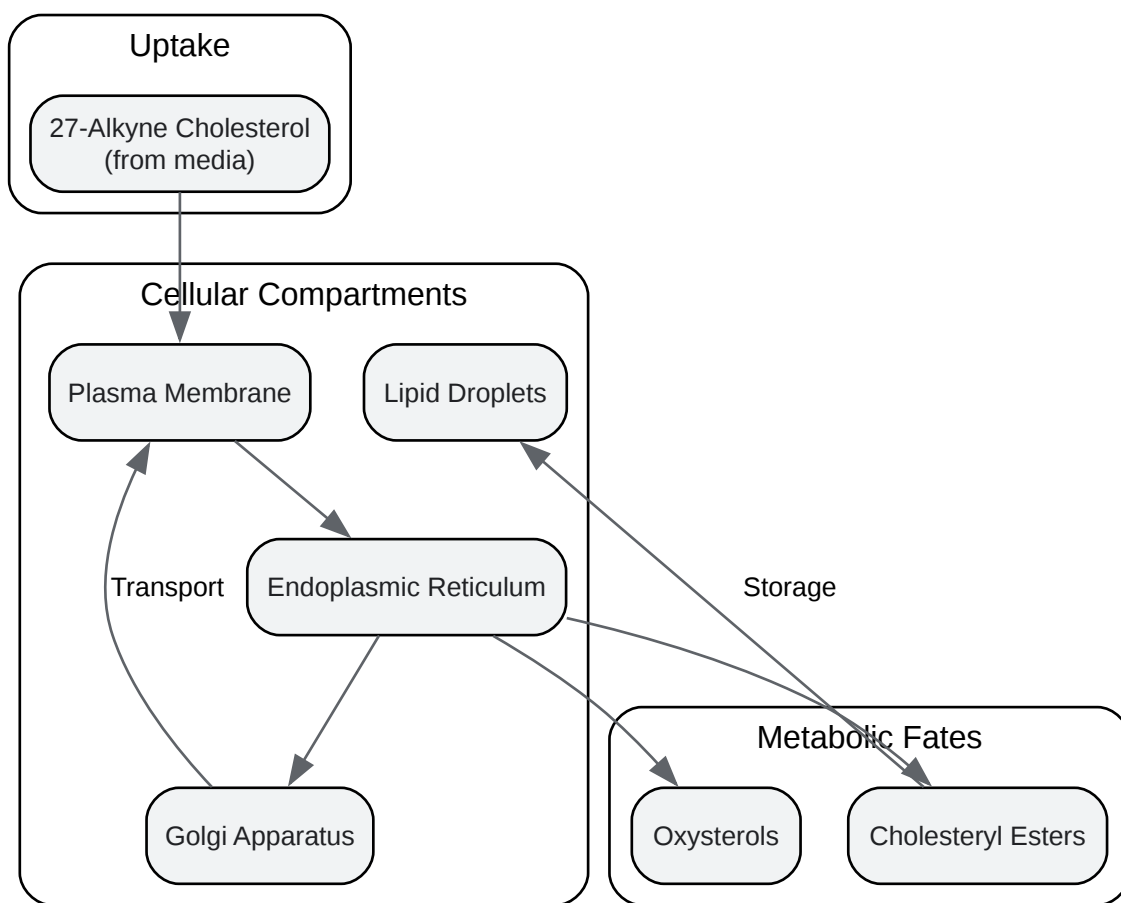 Uptake
27-Alkyne Cholesterol
(from media)
Cellular Compartments
Plasma Membrane
Lipid Droplets
Transport
Endoplasmic Reticulum
Storage
Metabolic Fates
Golgi Apparatus
Oxysterols
Cholesteryl Esters